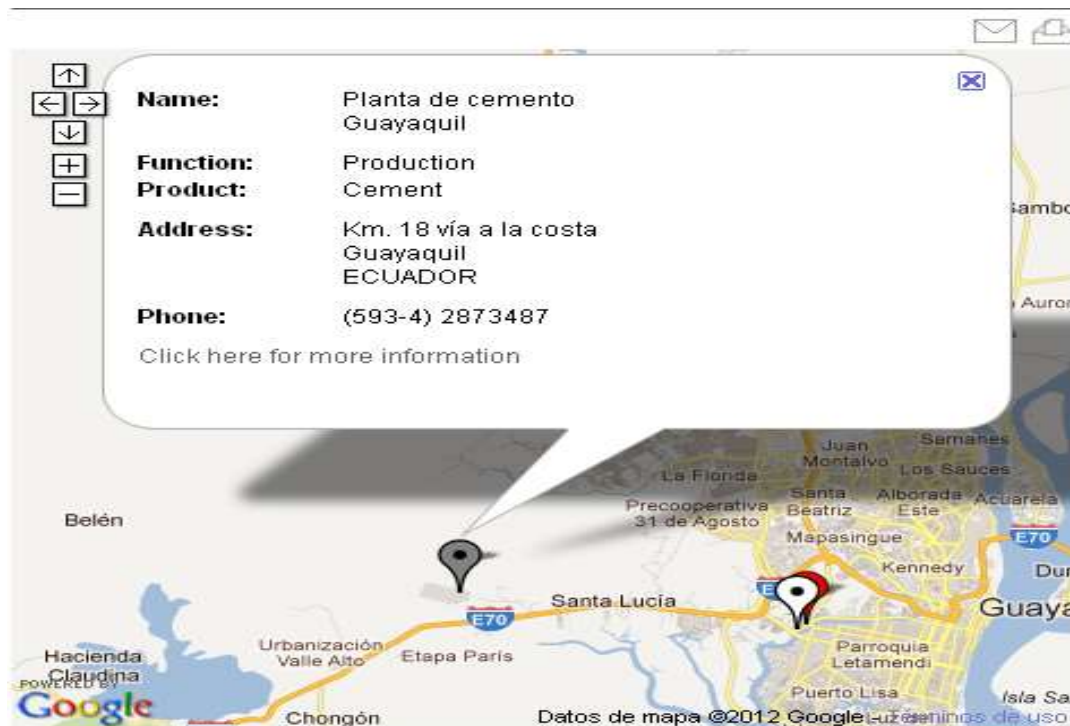 Name: Planta de cemento
Guayaquil
Function: Production
Product: Cement
Address: Km. 18 vía a la costa
Guayaquil
ECUADOR
Phone: (593-4) 2873487
Click here for more information
Juan
Montalvo
Samanes
La Florida
Los Sauces
Precooperativa
31 de Agosto
Santa
Beatriz
Alborada
Este
Acuarela
Belén
Mapasingue
E70
Kennedy
Santa Lucía
E70
Urbanización
Valle Alto
Etapa París
Parroquia
Letamendi
Hacienda
Claudina
POWERED BY
Google
Puerto Lisa
Chongón
Datos de mapa ©2012 Google - Términos de uso